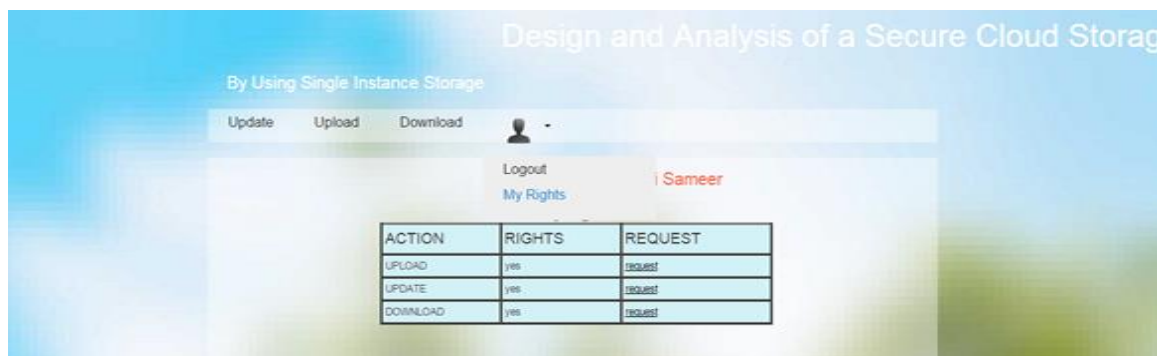 Design and Analysis of a Secure Cloud Storag
By Using Single Instance Storage
Update Upload Download
Logout
i Sameer
My Rights
ACTION RIGHTS REQUEST
UPLOAD yes request
UPDATE yes request
DOWNLOAD yes request